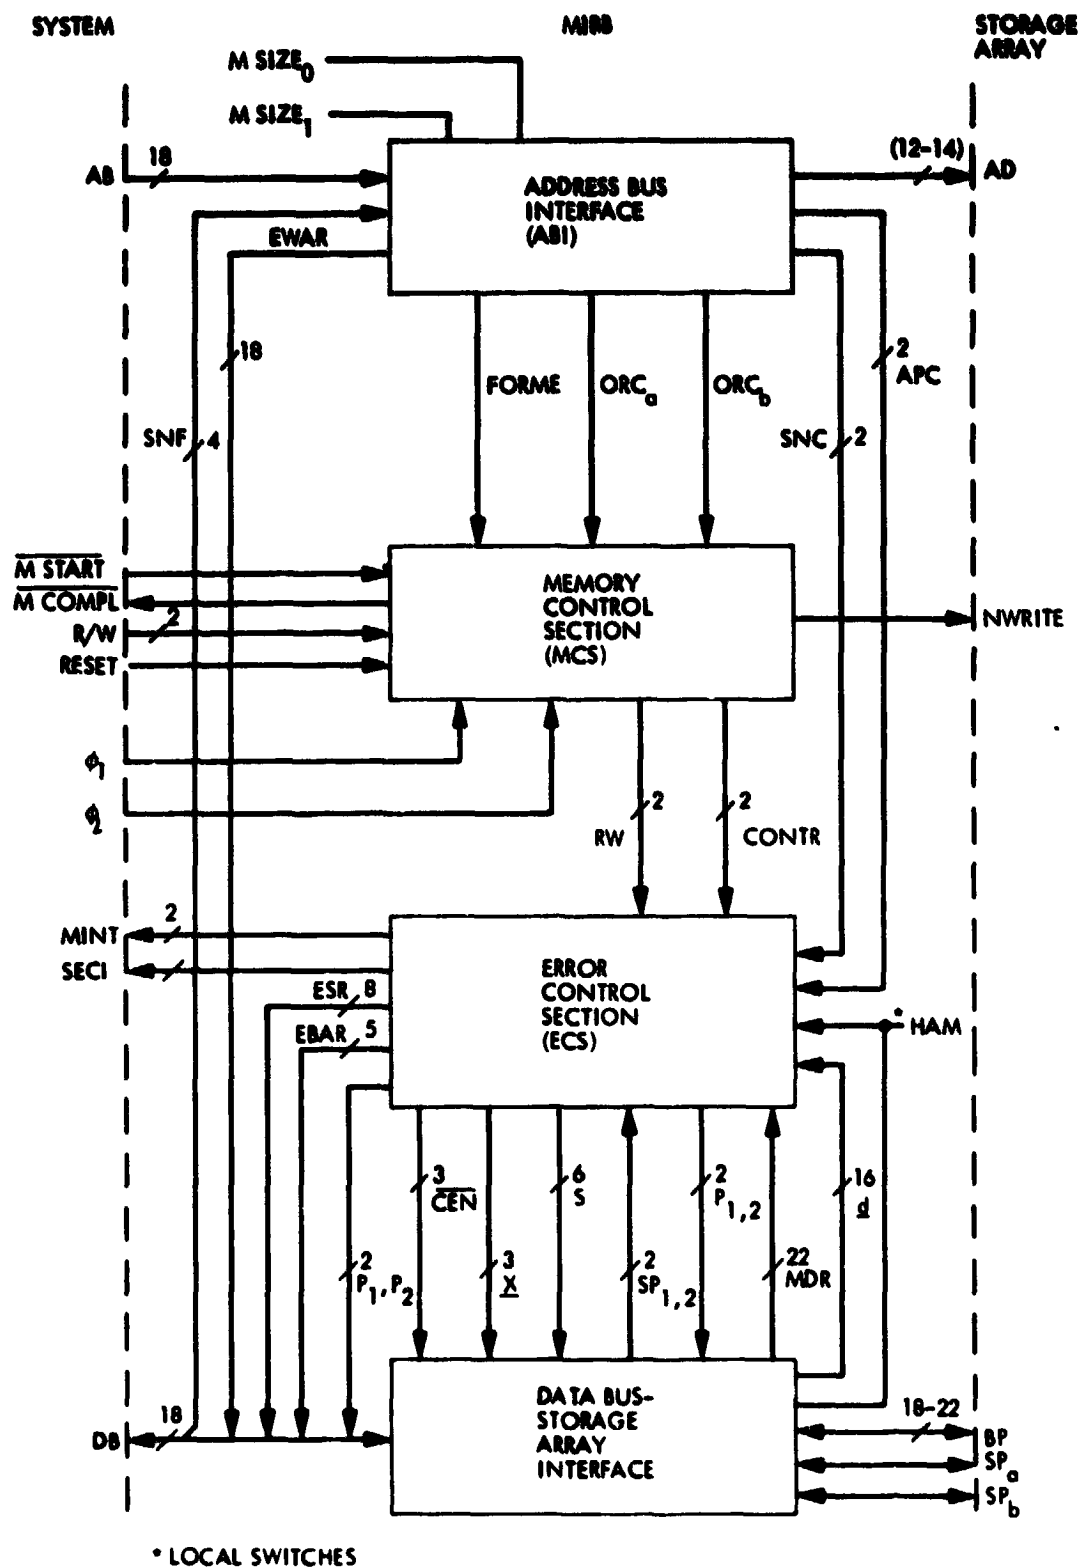 SYSTEM
MIBB
STORAGE
ARRAY
M SIZE0
M SIZE1
AB
18
(12-14)
AD
ADDRESS BUS
INTERFACE
(ABI)
EWAR
18
2
APC
FORME
ORCa
ORCb
SNF
4
SNC
2
M START
M COMPL
R/W
2
RESET
MEMORY
CONTROL
SECTION
(MCS)
NWRITE
ϕ1
ϕ2
2
RW
2
CONTR
MINT
2
SECI
ERROR
CONTROL
SECTION
(ECS)
ESR
8
EBAR
5
*
HAM
3
CEN
6
S
2
P1,2
16
d
2
P1, P2
3
X
2
SP1,2
22
MDR
DATA BUS-
STORAGE
ARRAY
INTERFACE
DB
18
18-22
BP
SPa
SPb
* LOCAL SWITCHES